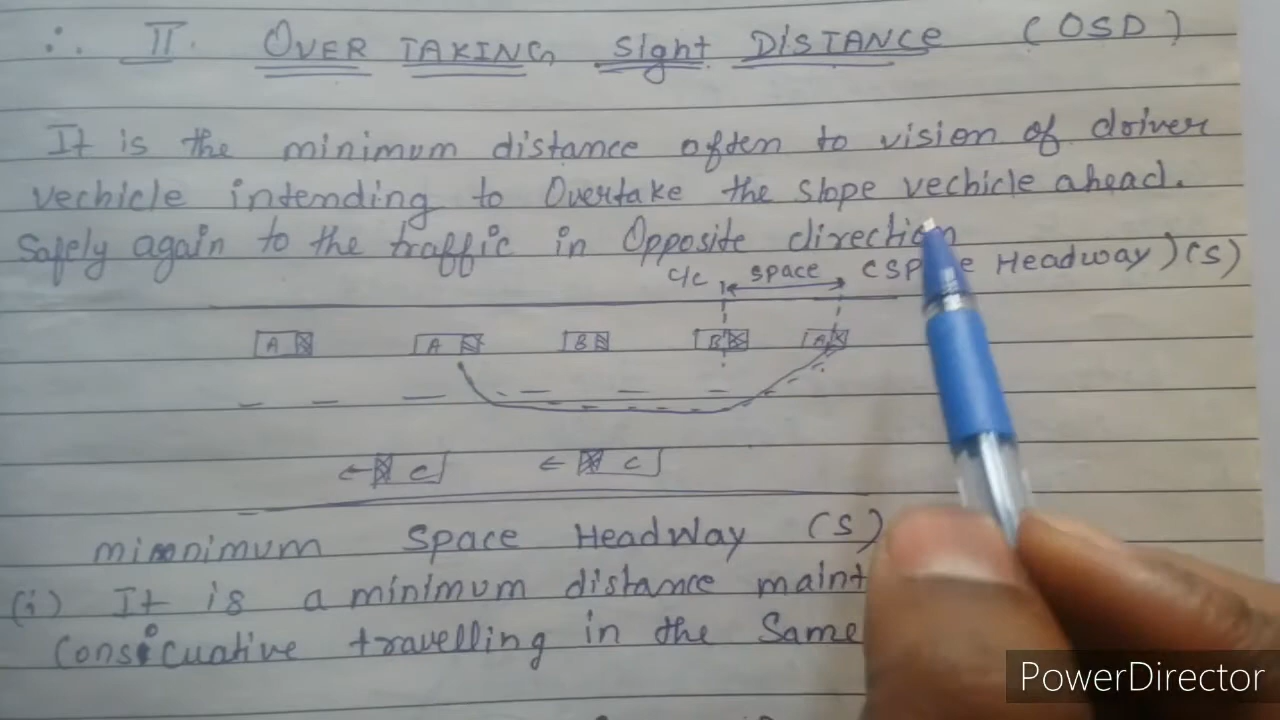 ∴ II. OVER TAKING Sight DISTANCE (OSD)
It is the minimum distance often to vision of driver
vechicle intending to Overtake the slope vechicle ahead.
Safely again to the traffic in Opposite direction
c/c space (Space Headway) (S)
A A B B A
C C
mimnimum Space HeadWay (S)
(i) It is a minimum distance maint
Consicuative travelling in the Same
PowerDirector